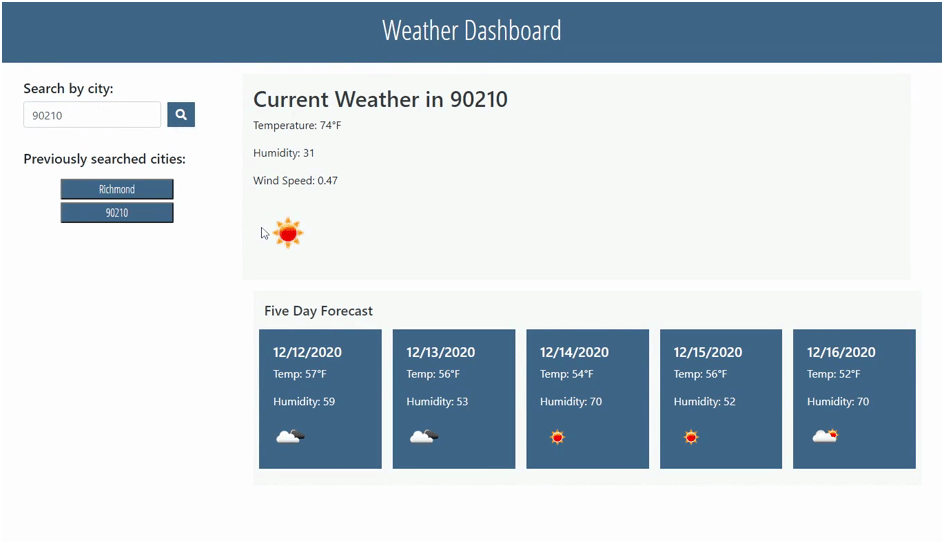 Weather Dashboard
Search by city:
90210
Previously searched cities:
Richmond
90210
Current Weather in 90210
Temperature: 74°F
Humidity: 31
Wind Speed: 0.47
Five Day Forecast
12/12/2020
Temp: 57°F
Humidity: 59
12/13/2020
Temp: 56°F
Humidity: 53
12/14/2020
Temp: 54°F
Humidity: 70
12/15/2020
Temp: 56°F
Humidity: 52
12/16/2020
Temp: 52°F
Humidity: 70